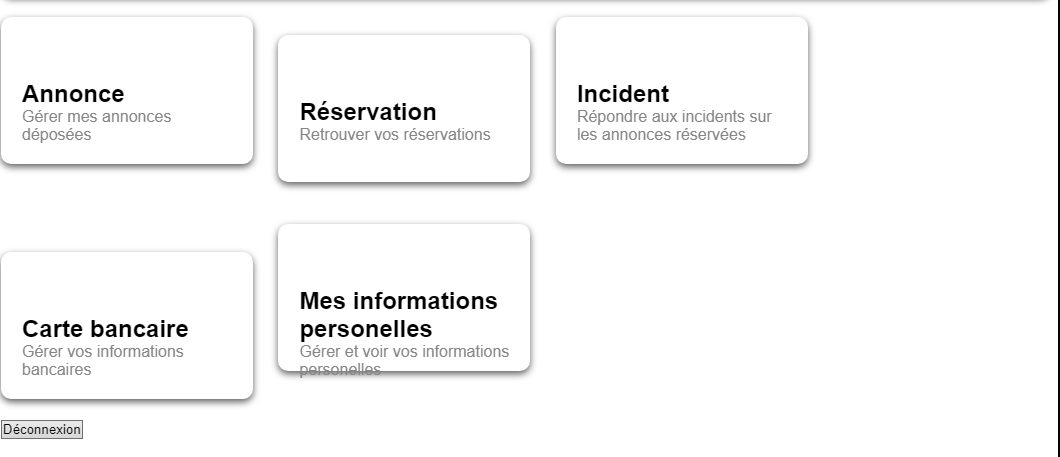 Annonce
Gérer mes annonces
déposées
Réservation
Retrouver vos réservations
Incident
Répondre aux incidents sur
les annonces réservées
Carte bancaire
Gérer vos informations
bancaires
Mes informations
personelles
Gérer et voir vos informations
personelles
Déconnexion